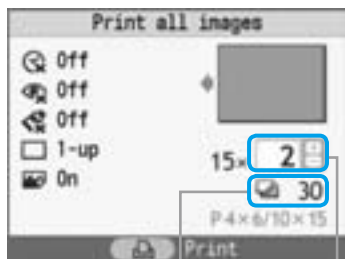 Print all images
Off
Off
Off
1-up
On
15× 2
30
P 4×6/10×15
Print